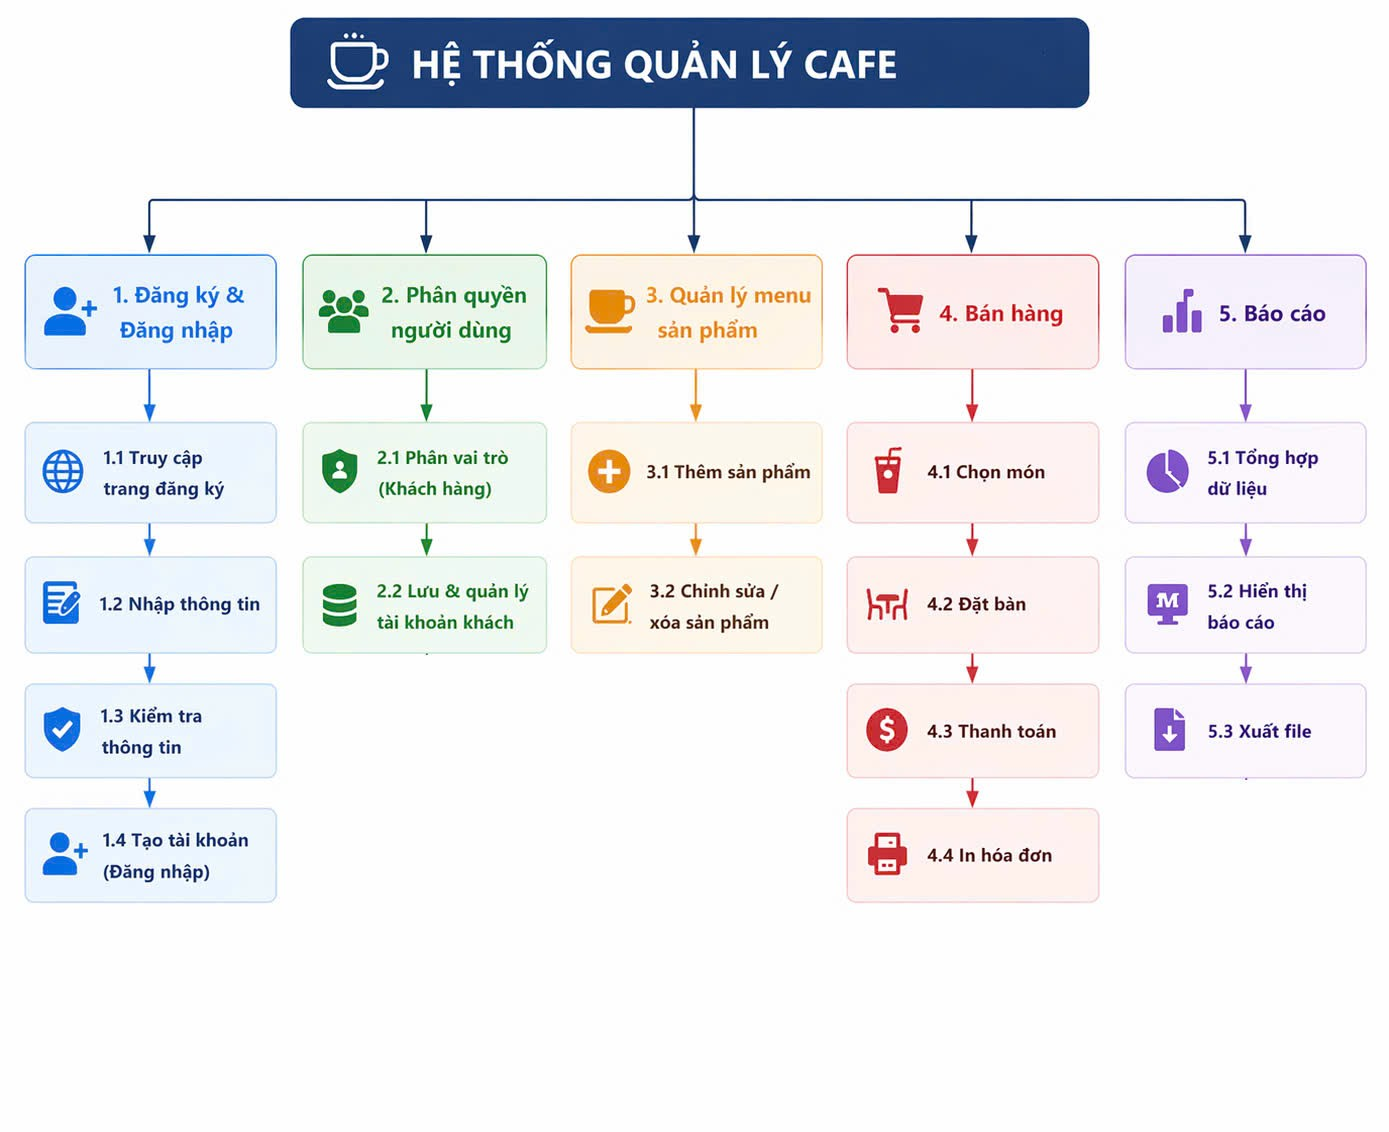 HỆ THỐNG QUẢN LÝ CAFE
1. Đăng ký &
Đăng nhập
2. Phân quyền
người dùng
3. Quản lý menu
sản phẩm
4. Bán hàng
5. Báo cáo
1.1 Truy cập
trang đăng ký
2.1 Phân vai trò
(Khách hàng)
3.1 Thêm sản phẩm
4.1 Chọn món
5.1 Tổng hợp
dữ liệu
1.2 Nhập thông tin
2.2 Lưu & quản lý
tài khoản khách
3.2 Chỉnh sửa /
xóa sản phẩm
4.2 Đặt bàn
M
5.2 Hiển thị
báo cáo
1.3 Kiểm tra
thông tin
$
4.3 Thanh toán
5.3 Xuất file
1.4 Tạo tài khoản
(Đăng nhập)
4.4 In hóa đơn